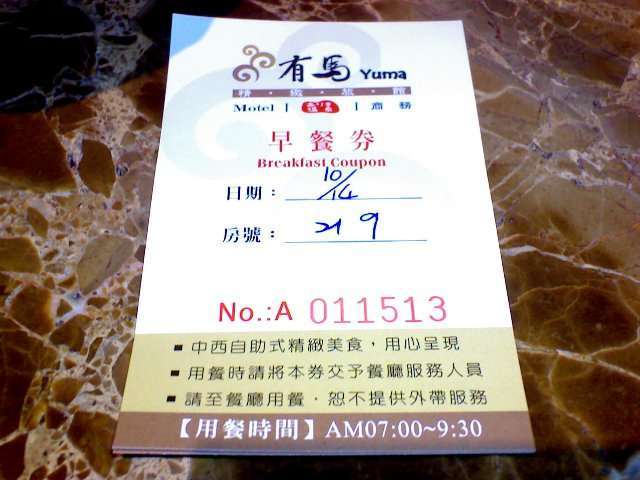 有馬 Yuma
精・緻・旅・館
Motel | | 商務
早餐券
Breakfast Coupon
日期： 10/14
房號： 219
No.:A 011513
▪ 中西自助式精緻美食，用心呈現
▪ 用餐時請將本券交予餐廳服務人員
▪ 請至餐廳用餐．恕不提供外帶服務
【用餐時間】AM07:00~9:30